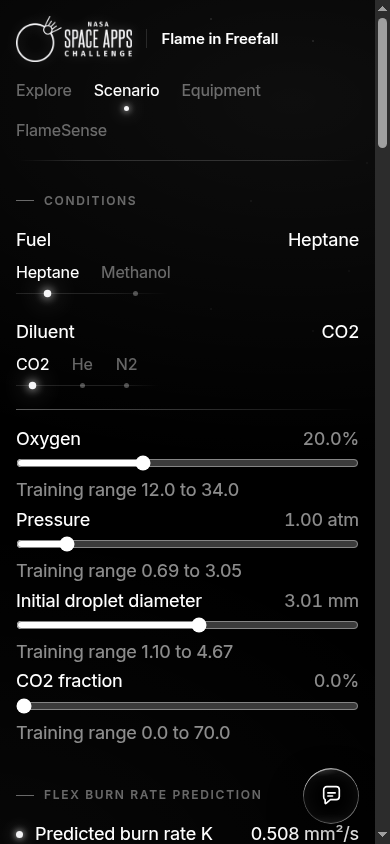 NASA
SPACE APPS
CHALLENGE
Flame in Freefall
Explore Scenario Equipment
FlameSense
CONDITIONS
Fuel Heptane
Heptane Methanol
Diluent CO2
CO2 He N2
Oxygen 20.0%
Training range 12.0 to 34.0
Pressure 1.00 atm
Training range 0.69 to 3.05
Initial droplet diameter 3.01 mm
Training range 1.10 to 4.67
CO2 fraction 0.0%
Training range 0.0 to 70.0
FLEX BURN RATE PREDICTION
Predicted burn rate K 0.508 mm²/s